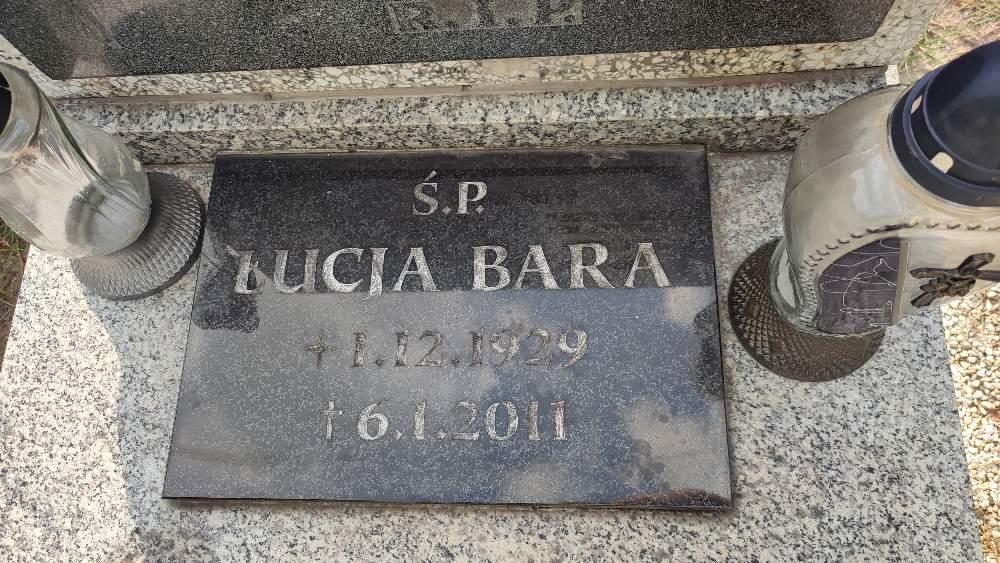 Ś.P.
ŁUCJA BARA
+ 1.12.1929
† 6.1.2011